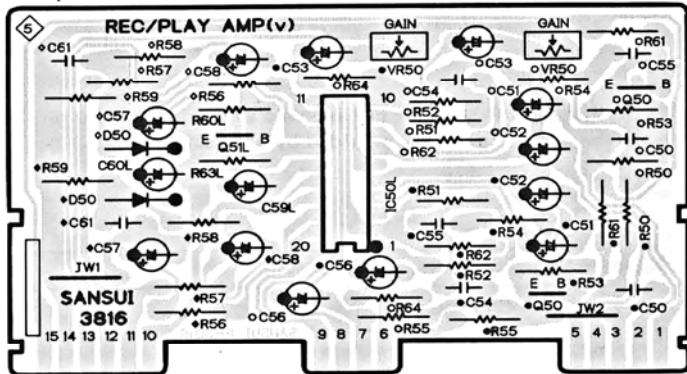 5 REC/PLAY AMP(v) GAIN GAIN
C61 R58 R61
R57 C58 C53 VR50 C53 VR50 C55
R64 R54
R59 R56 11 10 C54 C51 E B
C57 R60L R52 Q50
D50 E B R51 C52 R53
Q51L R62 C50
R59 C60L R63L R50
D50 C59L IC50L R51 C52
C61 R58 C55 R54 C51 R61 R50
C57 20 1
C58 C56 R62
JW1 R52 E B R53
SANSUI R57 C54 Q50 C50
3816 R56 C56 R64 JW2
R55 R55
15 14 13 12 11 10 9 8 7 6 5 4 3 2 1